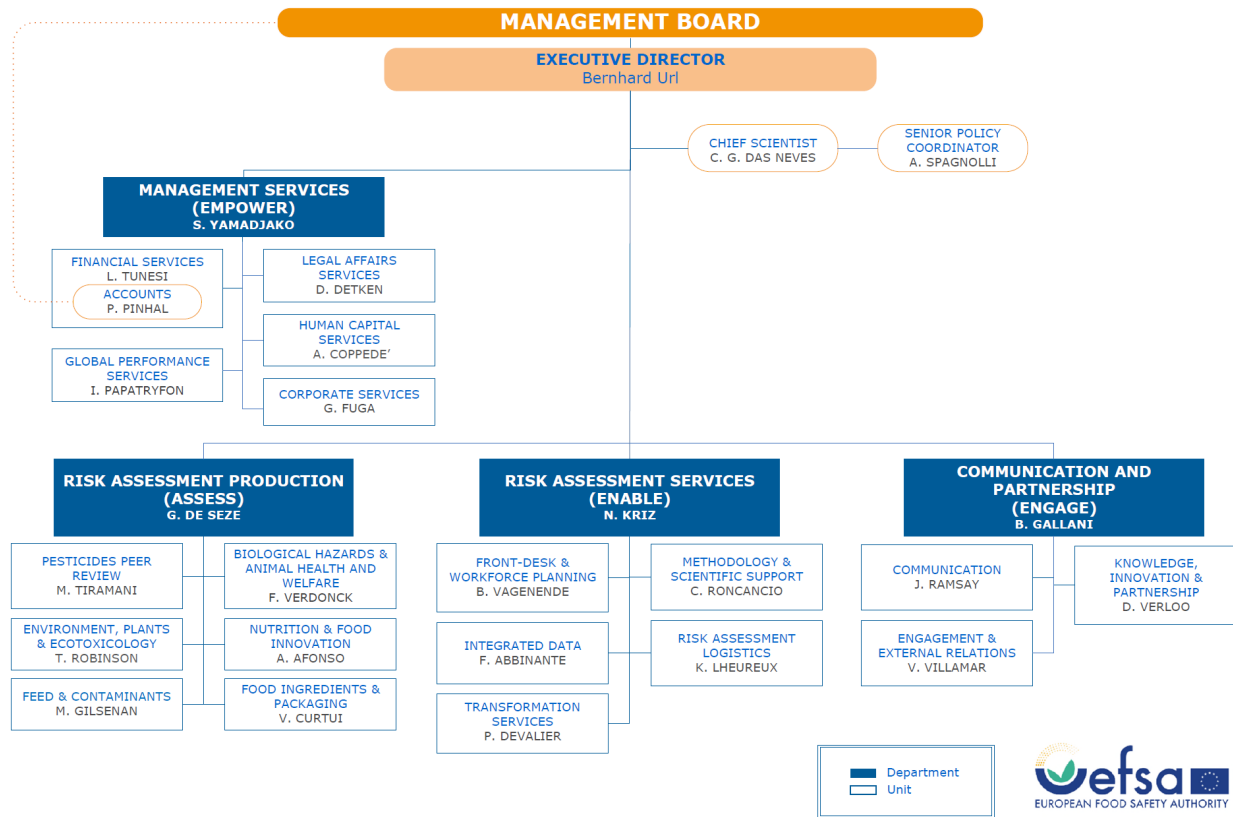 MANAGEMENT BOARD
EXECUTIVE DIRECTOR
Bernhard Url
CHIEF SCIENTIST
C. G. DAS NEVES
SENIOR POLICY
COORDINATOR
A. SPAGNOLLI
MANAGEMENT SERVICES
(EMPOWER)
S. YAMADJAKO
FINANCIAL SERVICES
L. TUNESI
ACCOUNTS
P. PINHAL
LEGAL AFFAIRS
SERVICES
D. DETKEN
HUMAN CAPITAL
SERVICES
A. COPPEDE’
GLOBAL PERFORMANCE
SERVICES
I. PAPATRYFON
CORPORATE SERVICES
G. FUGA
RISK ASSESSMENT PRODUCTION
(ASSESS)
G. DE SEZE
PESTICIDES PEER
REVIEW
M. TIRAMANI
BIOLOGICAL HAZARDS &
ANIMAL HEALTH AND
WELFARE
F. VERDONCK
ENVIRONMENT, PLANTS
& ECOTOXICOLOGY
T. ROBINSON
NUTRITION & FOOD
INNOVATION
A. AFONSO
FEED & CONTAMINANTS
M. GILSENAN
FOOD INGREDIENTS &
PACKAGING
V. CURTUI
RISK ASSESSMENT SERVICES
(ENABLE)
N. KRIZ
FRONT-DESK &
WORKFORCE PLANNING
B. VAGENENDE
METHODOLOGY &
SCIENTIFIC SUPPORT
C. RONCANCIO
INTEGRATED DATA
F. ABBINANTE
RISK ASSESSMENT
LOGISTICS
K. LHEUREUX
TRANSFORMATION
SERVICES
P. DEVALIER
COMMUNICATION AND
PARTNERSHIP
(ENGAGE)
B. GALLANI
COMMUNICATION
J. RAMSAY
KNOWLEDGE,
INNOVATION &
PARTNERSHIP
D. VERLOO
ENGAGEMENT &
EXTERNAL RELATIONS
V. VILLAMAR
Department
Unit
efsa
EUROPEAN FOOD SAFETY AUTHORITY